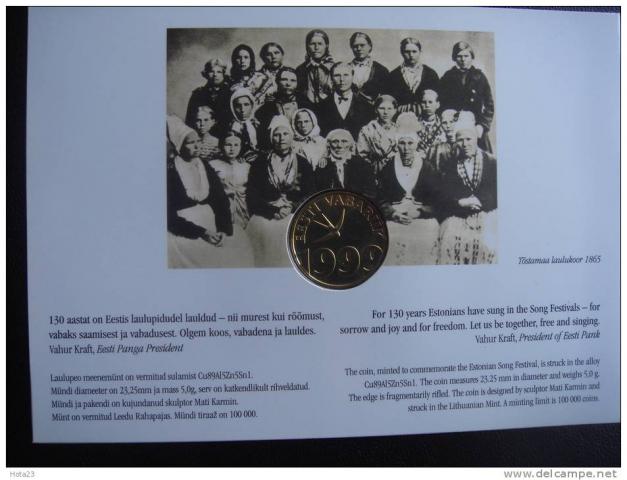 EESTI VABARIIK
1999
Tõstamaa laulukoor 1865
130 aastat on Eestis laulupidudel lauldud – nii murest kui rõõmust,
vabaks saamisest ja vabadusest. Olgem koos, vabadena ja lauldes.
Vahur Kraft, Eesti Panga President
For 130 years Estonians have sung in the Song Festivals – for
sorrow and joy and for freedom. Let us be together, free and singing.
Vahur Kraft, President of Eesti Pank
Laulupeo meenemünt on vermitud sulamist Cu89Al5Zn5Sn1.
Mündi diameeter on 23,25mm ja mass 5,0g, serv on katkendlikult rihveldatud.
Mündi ja pakendi on kujundanud skulptor Mati Karmin.
Münt on vermitud Leedu Rahapajas. Mündi tiraaž on 100 000.
The coin, minted to commemorate the Estonian Song Festival, is struck in the alloy
Cu89Al5Zn5Sn1. The coin measures 23.25 mm in diameter and weighs 5,0 g.
The edge is fragmentarily rifled. The coin is designed by sculptor Mati Karmin and
struck in the Lithuanian Mint. A minting limit is 100 000 coins.
Hota23
delcampe.net